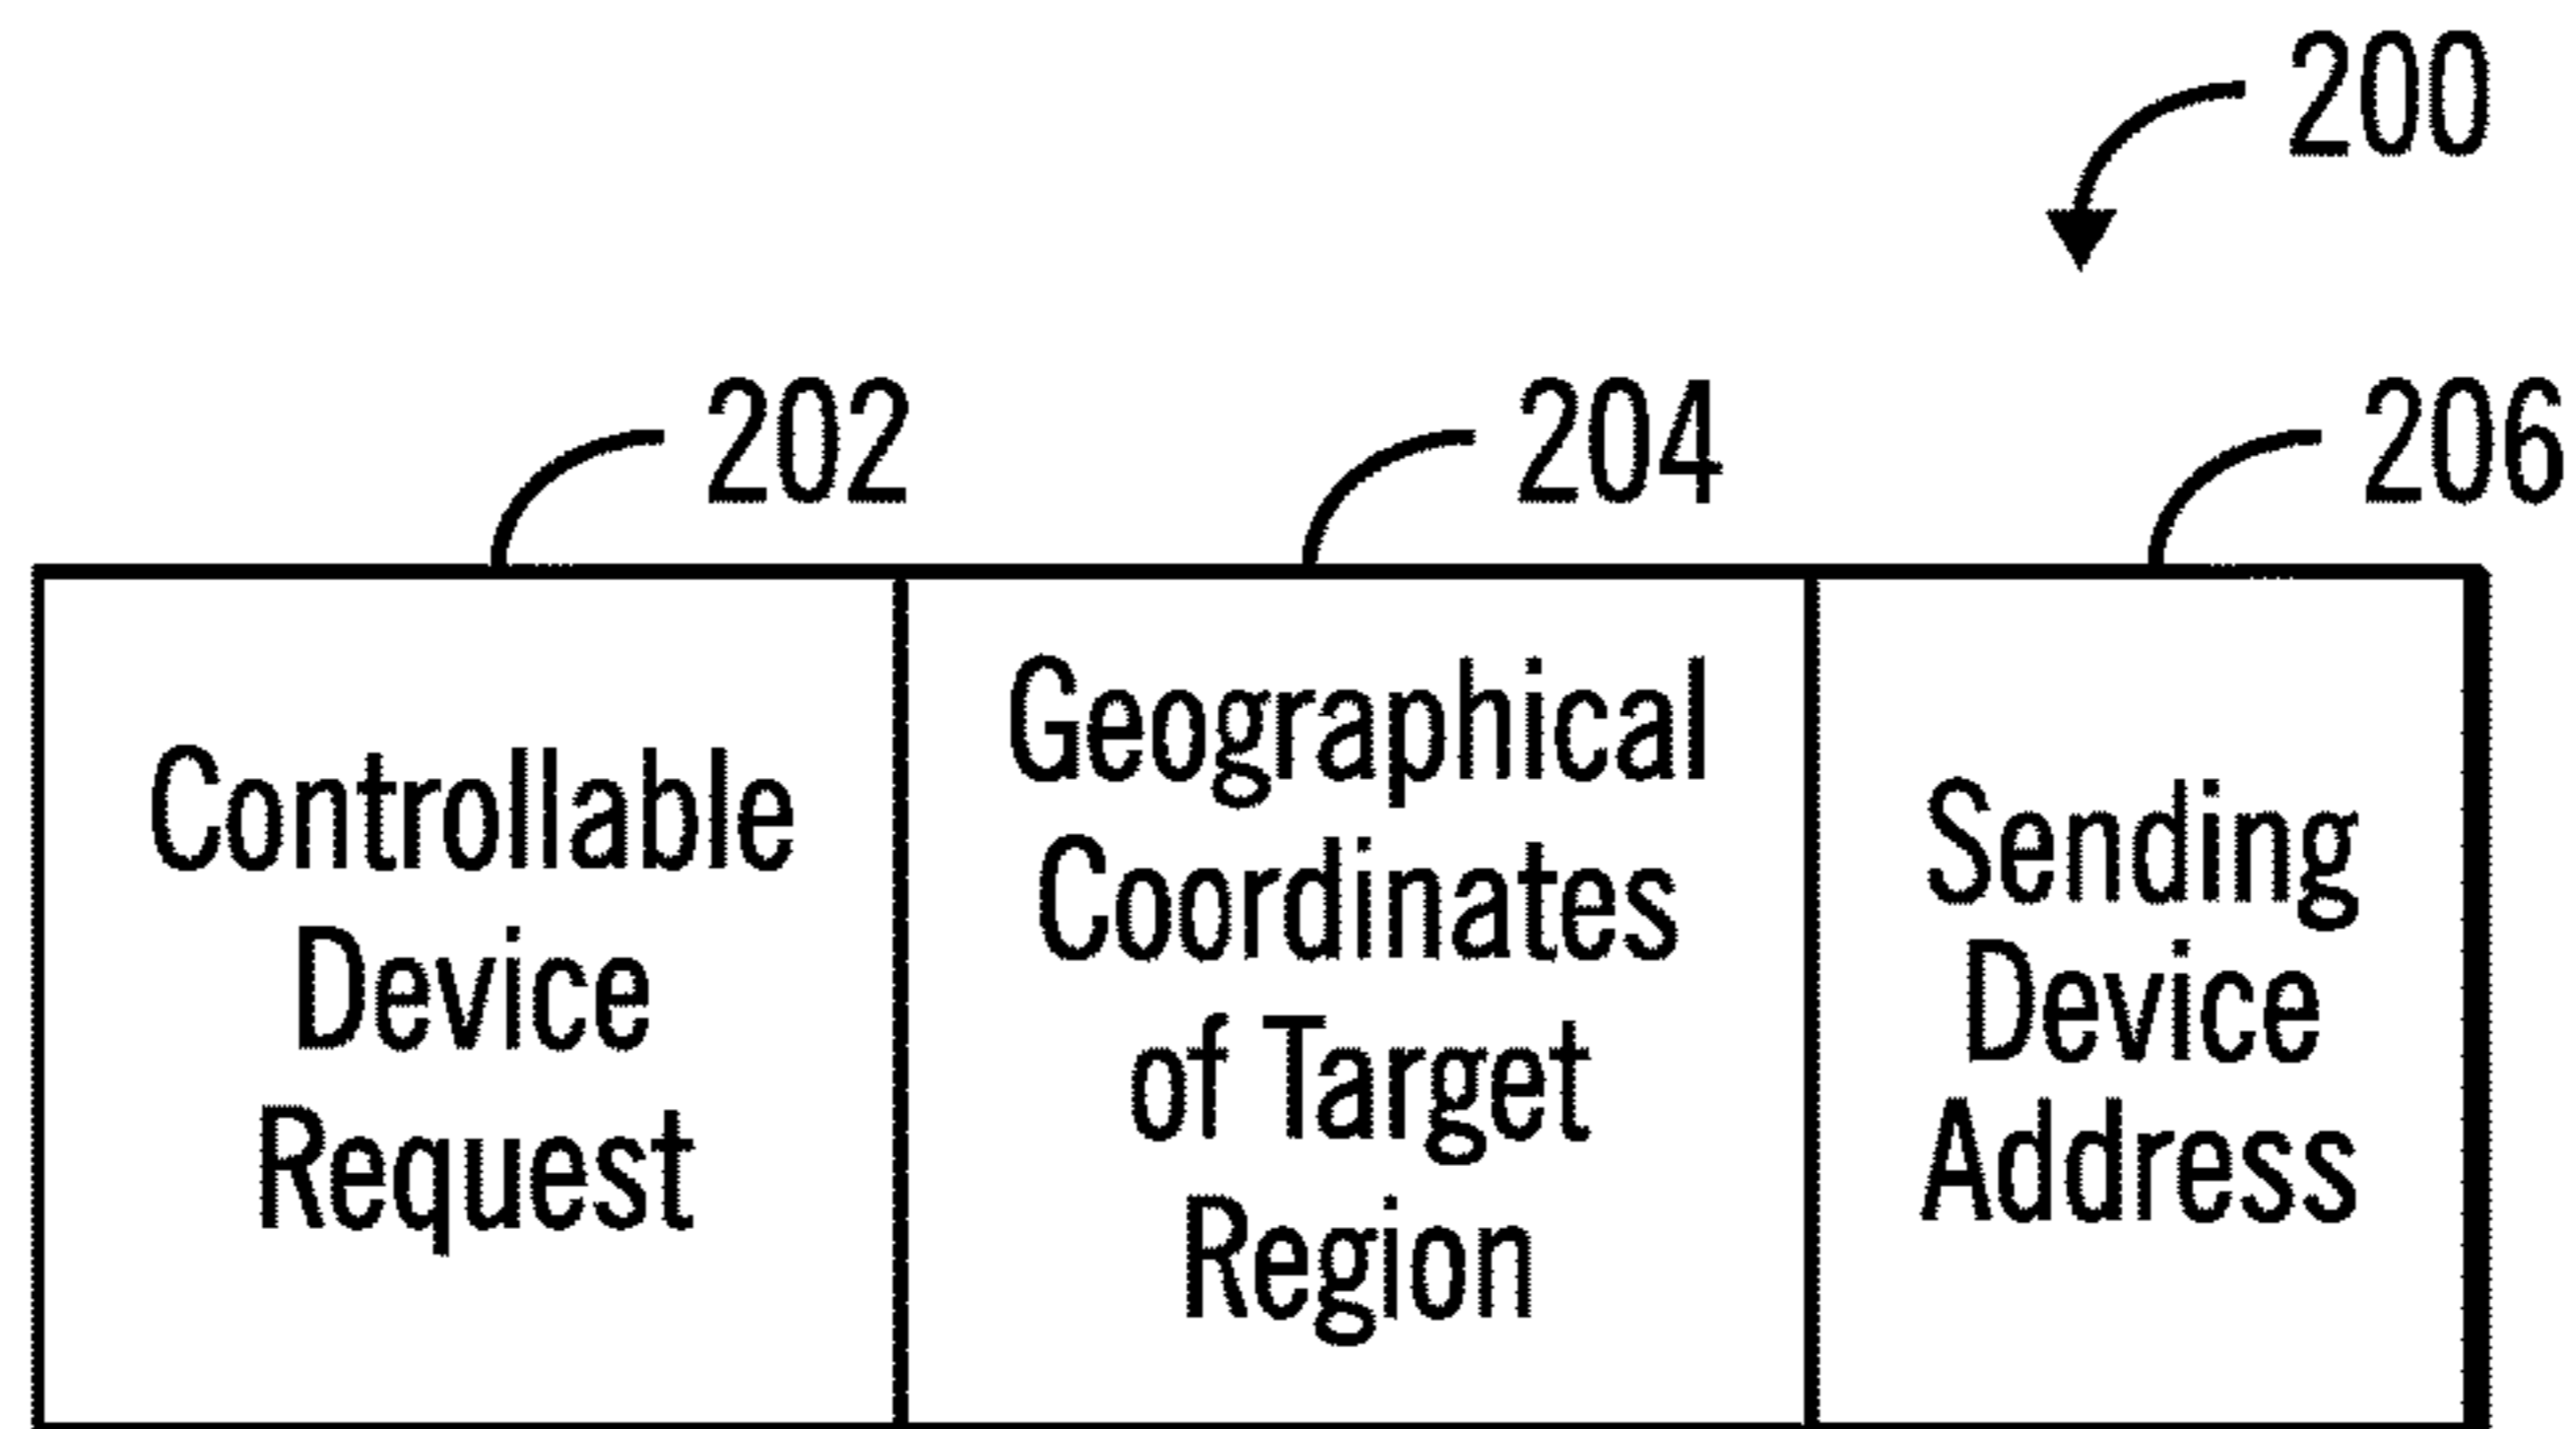 200
202
204
206
Controllable
Device
Request
Geographical
Coordinates
of Target
Region
Sending
Device
Address